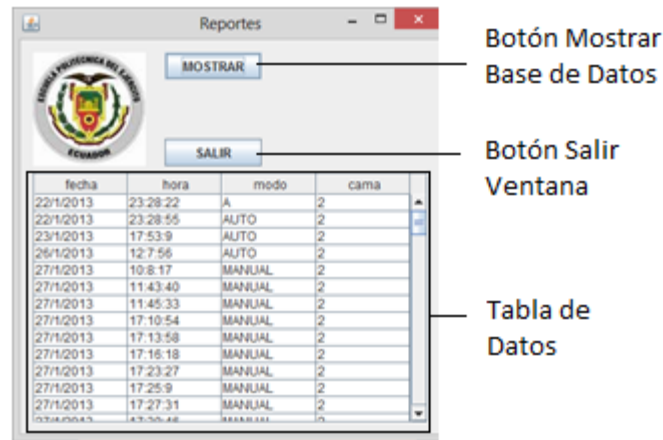 Reportes
MOSTRAR
Botón Mostrar
Base de Datos
ESCUELA POLITECNICA DEL EJERCITO
ECUADOR
SALIR
Botón Salir
Ventana
fecha hora modo cama
22/1/2013 23:28:22 A 2
22/1/2013 23:28:55 AUTO 2
23/1/2013 17:53:9 AUTO 2
26/1/2013 12:7:56 AUTO 2
27/1/2013 10:8:17 MANUAL 2
27/1/2013 11:43:40 MANUAL 2
27/1/2013 11:45:33 MANUAL 2
27/1/2013 17:10:54 MANUAL 2
27/1/2013 17:13:58 MANUAL 2
27/1/2013 17:16:18 MANUAL 2
27/1/2013 17:23:27 MANUAL 2
27/1/2013 17:25:9 MANUAL 2
27/1/2013 17:27:31 MANUAL 2
Tabla de
Datos